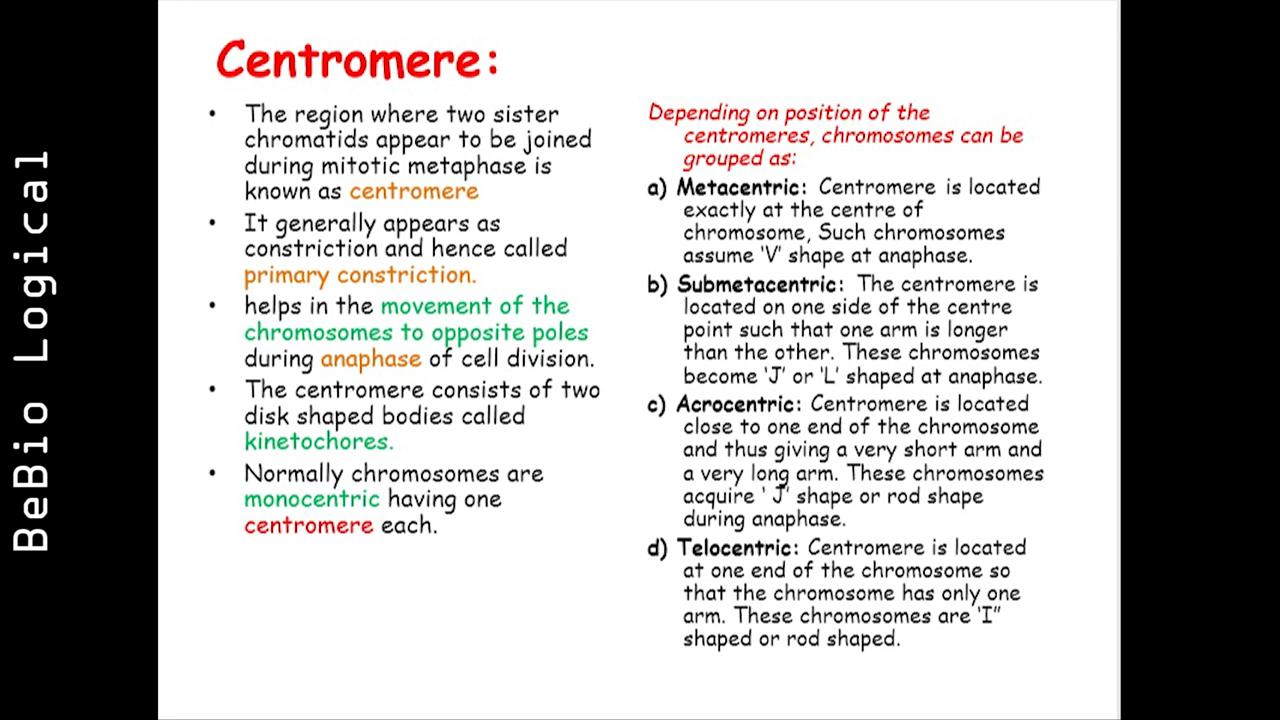 BeBio Logical
Centromere:
• The region where two sister
chromatids appear to be joined
during mitotic metaphase is
known as centromere
• It generally appears as
constriction and hence called
primary constriction.
• helps in the movement of the
chromosomes to opposite poles
during anaphase of cell division.
• The centromere consists of two
disk shaped bodies called
kinetochores.
• Normally chromosomes are
monocentric having one
centromere each.
Depending on position of the
centromeres, chromosomes can be
grouped as:
a) Metacentric: Centromere is located
exactly at the centre of
chromosome, Such chromosomes
assume ‘V’ shape at anaphase.
b) Submetacentric: The centromere is
located on one side of the centre
point such that one arm is longer
than the other. These chromosomes
become ‘J’ or ‘L’ shaped at anaphase.
c) Acrocentric: Centromere is located
close to one end of the chromosome
and thus giving a very short arm and
a very long arm. These chromosomes
acquire ‘ J’ shape or rod shape
during anaphase.
d) Telocentric: Centromere is located
at one end of the chromosome so
that the chromosome has only one
arm. These chromosomes are ‘I”
shaped or rod shaped.